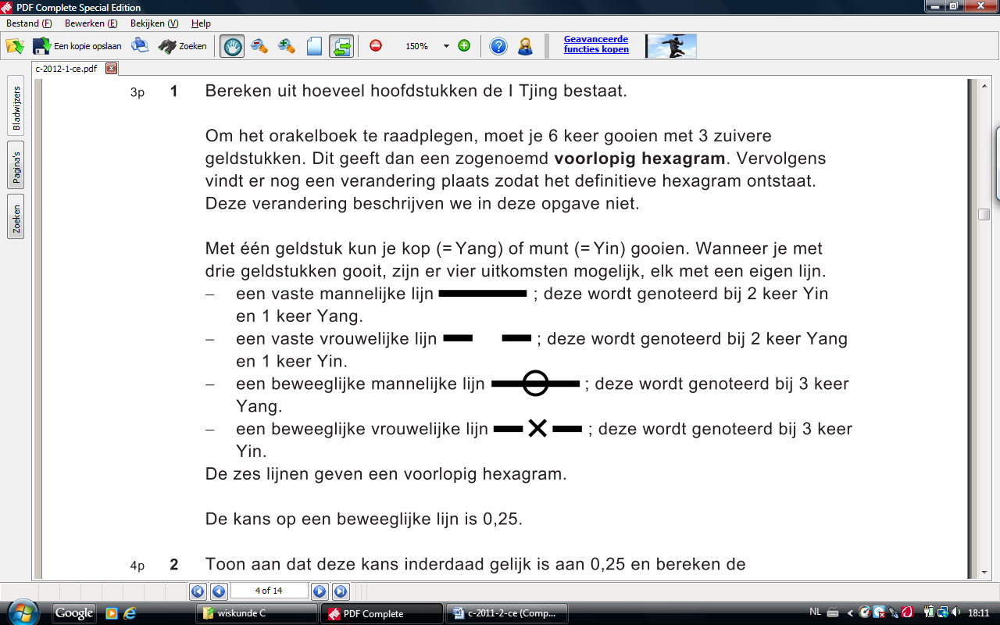 PDF Complete Special Edition
Bestand (F) Bewerken (E) Bekijken (V) Help
Een kopie opslaan Zoeken 150% Geavanceerde functies kopen
c-2012-1-ce.pdf
Bladwijzers
Pagina's
Zoeken
3p 1 Bereken uit hoeveel hoofdstukken de I Tjing bestaat.
Om het orakelboek te raadplegen, moet je 6 keer gooien met 3 zuivere
geldstukken. Dit geeft dan een zogenoemd voorlopig hexagram. Vervolgens
vindt er nog een verandering plaats zodat het definitieve hexagram ontstaat.
Deze verandering beschrijven we in deze opgave niet.
Met één geldstuk kun je kop (= Yang) of munt (= Yin) gooien. Wanneer je met
drie geldstukken gooit, zijn er vier uitkomsten mogelijk, elk met een eigen lijn.
– een vaste mannelijke lijn ; deze wordt genoteerd bij 2 keer Yin
en 1 keer Yang.
– een vaste vrouwelijke lijn ; deze wordt genoteerd bij 2 keer Yang
en 1 keer Yin.
– een beweeglijke mannelijke lijn ; deze wordt genoteerd bij 3 keer
Yang.
– een beweeglijke vrouwelijke lijn ; deze wordt genoteerd bij 3 keer
Yin.
De zes lijnen geven een voorlopig hexagram.
De kans op een beweeglijke lijn is 0,25.
4p 2 Toon aan dat deze kans inderdaad gelijk is aan 0,25 en bereken de
4 of 14
Google wiskunde C PDF Complete c-2011-2-ce (Comp... NL 18:11